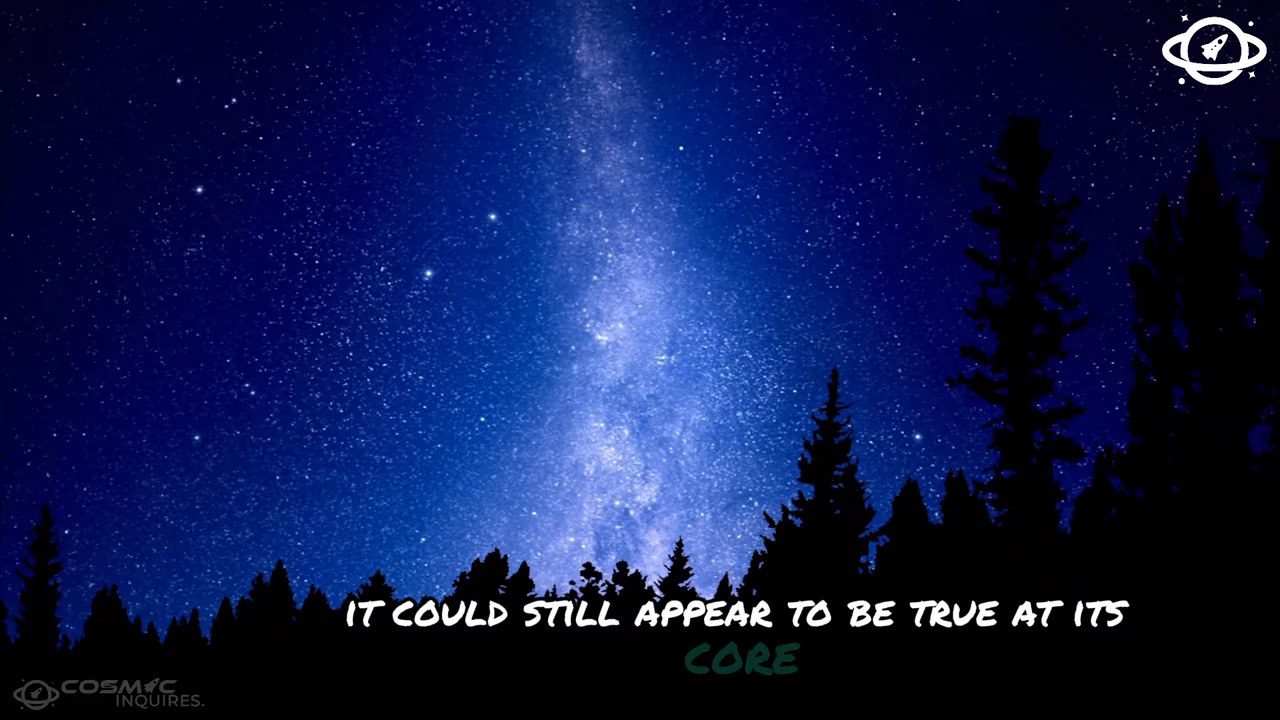 IT COULD STILL APPEAR TO BE TRUE AT ITS
CORE
COSMIC
INQUIRES.